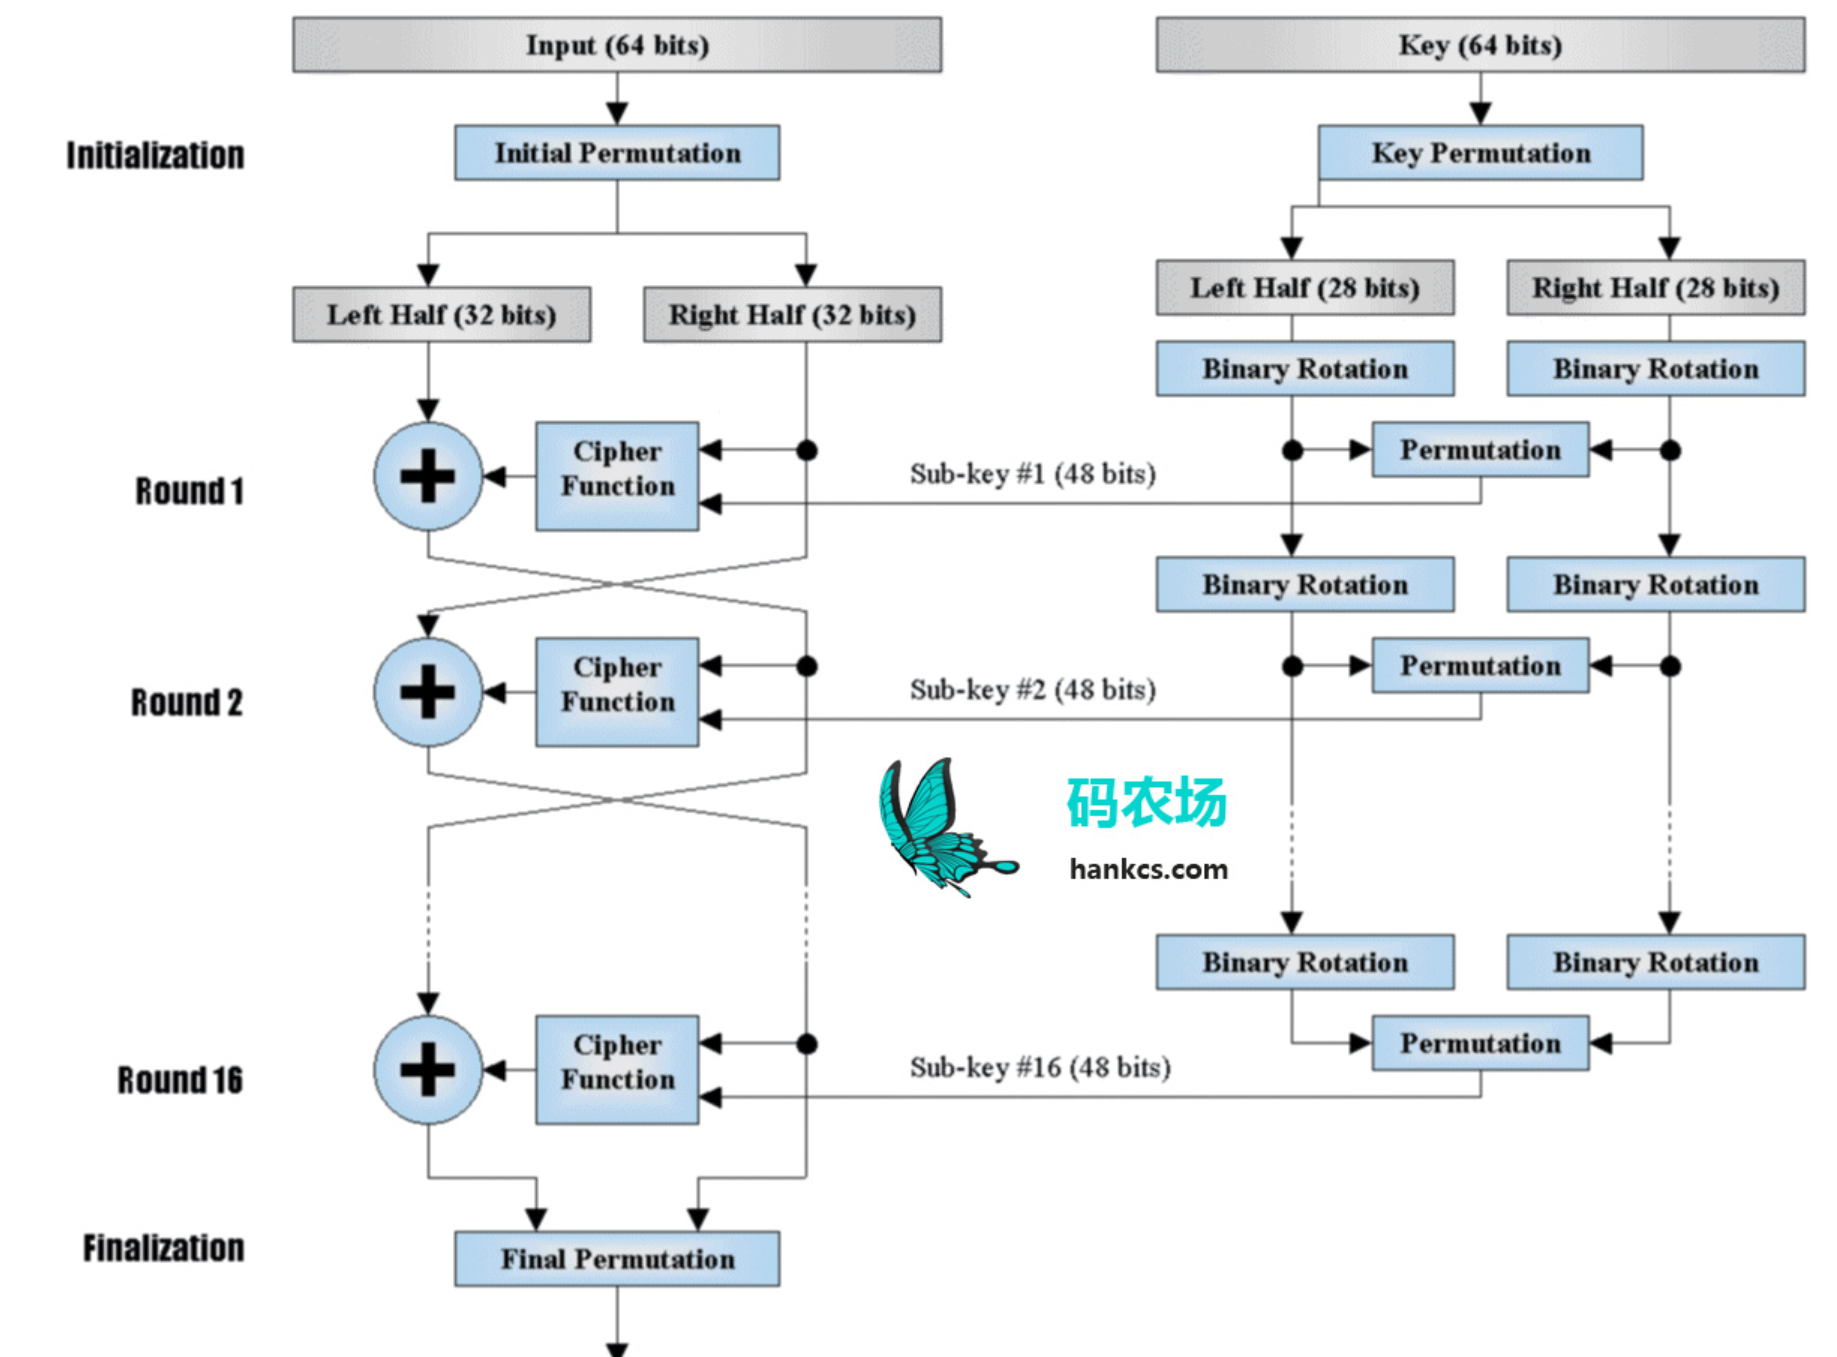 Input (64 bits)
Key (64 bits)
Initialization
Initial Permutation
Key Permutation
Left Half (32 bits)
Right Half (32 bits)
Left Half (28 bits)
Right Half (28 bits)
Binary Rotation
Binary Rotation
Round 1
Cipher
Function
Sub-key #1 (48 bits)
Permutation
Binary Rotation
Binary Rotation
Round 2
Cipher
Function
Sub-key #2 (48 bits)
Permutation
码农场
hankcs.com
Binary Rotation
Binary Rotation
Round 16
Cipher
Function
Sub-key #16 (48 bits)
Permutation
Finalization
Final Permutation